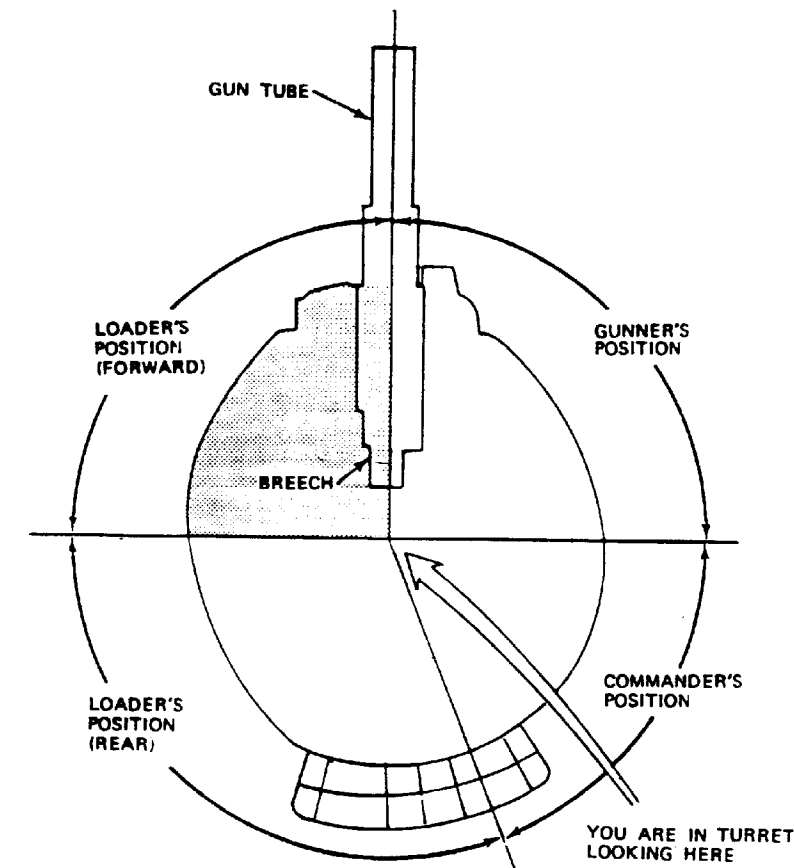 GUN TUBE
LOADER'S
POSITION
(FORWARD)
GUNNER'S
POSITION
BREECH
LOADER'S
POSITION
(REAR)
COMMANDER'S
POSITION
YOU ARE IN TURRET
LOOKING HERE